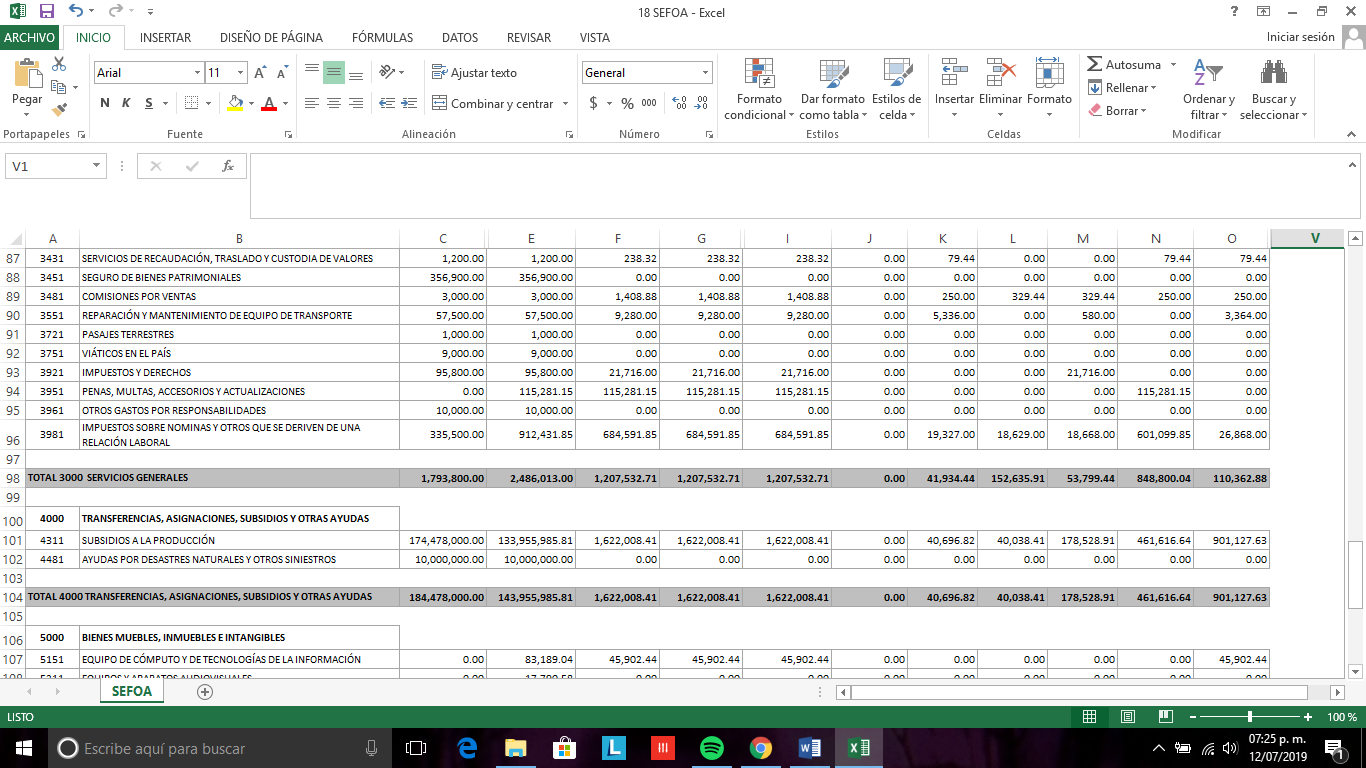 18 SEFOA - Excel
ARCHIVO INICIO INSERTAR DISEÑO DE PÁGINA FÓRMULAS DATOS REVISAR VISTA Iniciar sesión
Pegar
Arial 11
N K S
Ajustar texto
Combinar y centrar
General
$ % 000
Formato condicional
Dar formato como tabla
Estilos de celda
Insertar Eliminar Formato
Autosuma
Rellenar
Borrar
Ordenar y filtrar
Buscar y seleccionar
Portapapeles Fuente Alineación Número Estilos Celdas Modificar
V1 fx
A B C E F G I J K L M N O V
87 3431 SERVICIOS DE RECAUDACIÓN, TRASLADO Y CUSTODIA DE VALORES 1,200.00 1,200.00 238.32 238.32 238.32 0.00 79.44 0.00 0.00 79.44 79.44
88 3451 SEGURO DE BIENES PATRIMONIALES 356,900.00 356,900.00 0.00 0.00 0.00 0.00 0.00 0.00 0.00 0.00 0.00
89 3481 COMISIONES POR VENTAS 3,000.00 3,000.00 1,408.88 1,408.88 1,408.88 0.00 250.00 329.44 329.44 250.00 250.00
90 3551 REPARACIÓN Y MANTENIMIENTO DE EQUIPO DE TRANSPORTE 57,500.00 57,500.00 9,280.00 9,280.00 9,280.00 0.00 5,336.00 0.00 580.00 0.00 3,364.00
91 3721 PASAJES TERRESTRES 1,000.00 1,000.00 0.00 0.00 0.00 0.00 0.00 0.00 0.00 0.00 0.00
92 3751 VIÁTICOS EN EL PAÍS 9,000.00 9,000.00 0.00 0.00 0.00 0.00 0.00 0.00 0.00 0.00 0.00
93 3921 IMPUESTOS Y DERECHOS 95,800.00 95,800.00 21,716.00 21,716.00 21,716.00 0.00 0.00 0.00 21,716.00 0.00 0.00
94 3951 PENAS, MULTAS, ACCESORIOS Y ACTUALIZACIONES 0.00 115,281.15 115,281.15 115,281.15 115,281.15 0.00 0.00 0.00 0.00 115,281.15 0.00
95 3961 OTROS GASTOS POR RESPONSABILIDADES 10,000.00 10,000.00 0.00 0.00 0.00 0.00 0.00 0.00 0.00 0.00 0.00
96 3981 IMPUESTOS SOBRE NOMINAS Y OTROS QUE SE DERIVEN DE UNA
RELACIÓN LABORAL 335,500.00 912,431.85 684,591.85 684,591.85 684,591.85 0.00 19,327.00 18,629.00 18,668.00 601,099.85 26,868.00
97
98 TOTAL 3000 SERVICIOS GENERALES 1,793,800.00 2,486,013.00 1,207,532.71 1,207,532.71 1,207,532.71 0.00 41,934.44 152,635.91 53,799.44 848,800.04 110,362.88
99
100 4000 TRANSFERENCIAS, ASIGNACIONES, SUBSIDIOS Y OTRAS AYUDAS
101 4311 SUBSIDIOS A LA PRODUCCIÓN 174,478,000.00 133,955,985.81 1,622,008.41 1,622,008.41 1,622,008.41 0.00 40,696.82 40,038.41 178,528.91 461,616.64 901,127.63
102 4481 AYUDAS POR DESASTRES NATURALES Y OTROS SINIESTROS 10,000,000.00 10,000,000.00 0.00 0.00 0.00 0.00 0.00 0.00 0.00 0.00 0.00
103
104 TOTAL 4000 TRANSFERENCIAS, ASIGNACIONES, SUBSIDIOS Y OTRAS AYUDAS 184,478,000.00 143,955,985.81 1,622,008.41 1,622,008.41 1,622,008.41 0.00 40,696.82 40,038.41 178,528.91 461,616.64 901,127.63
105
106 5000 BIENES MUEBLES, INMUEBLES E INTANGIBLES
107 5151 EQUIPO DE CÓMPUTO Y DE TECNOLOGÍAS DE LA INFORMACIÓN 0.00 83,189.04 45,902.44 45,902.44 45,902.44 0.00 0.00 0.00 0.00 0.00 45,902.44
SEFOA
LISTO 100 %
Escribe aquí para buscar
07:25 p. m.
12/07/2019
1